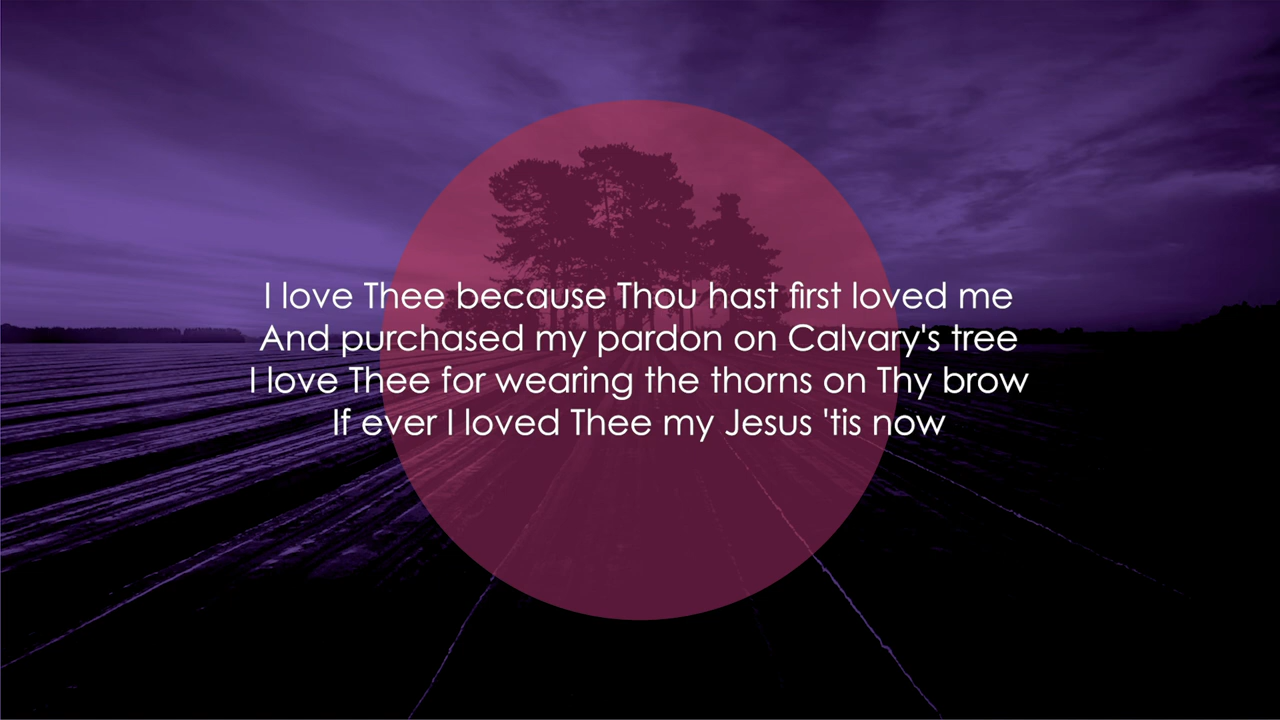 I love Thee because Thou hast first loved me
And purchased my pardon on Calvary's tree
I love Thee for wearing the thorns on Thy brow
If ever I loved Thee my Jesus 'tis now